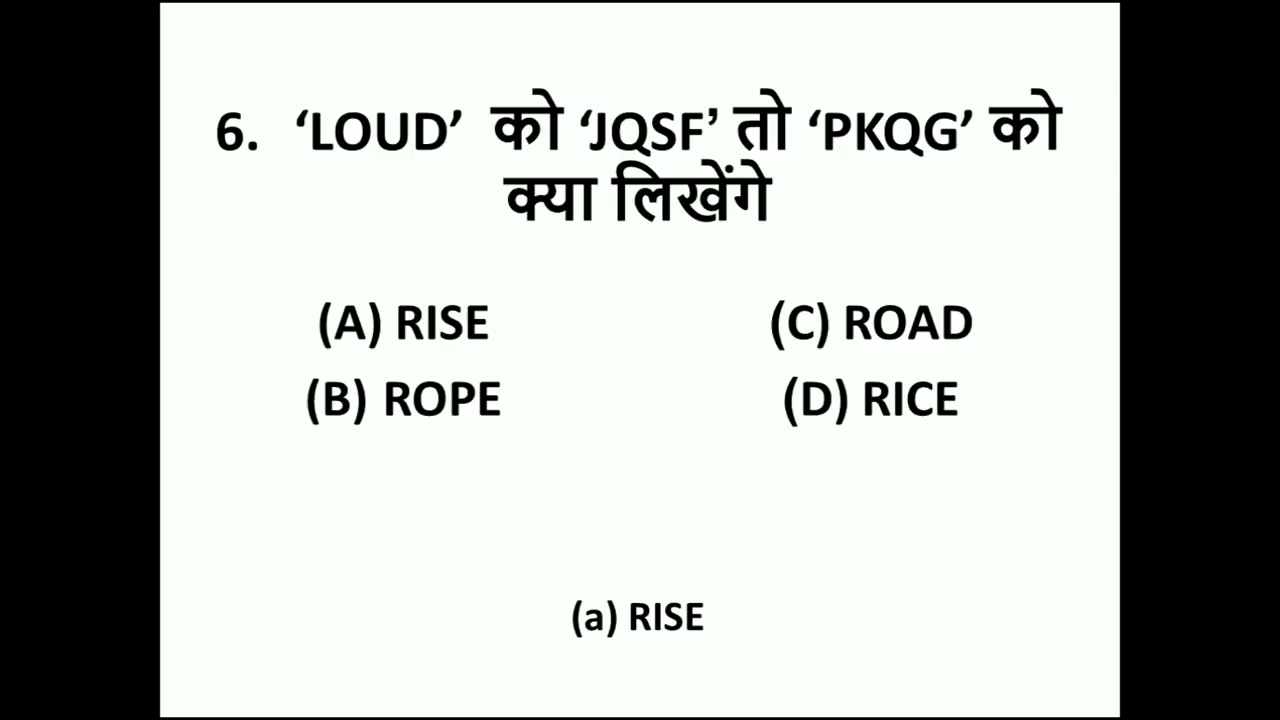 6. ‘LOUD’ को ‘JQSF’ तो ‘PKQG’ को
क्या लिखेंगे
(A) RISE (C) ROAD
(B) ROPE (D) RICE
(a) RISE